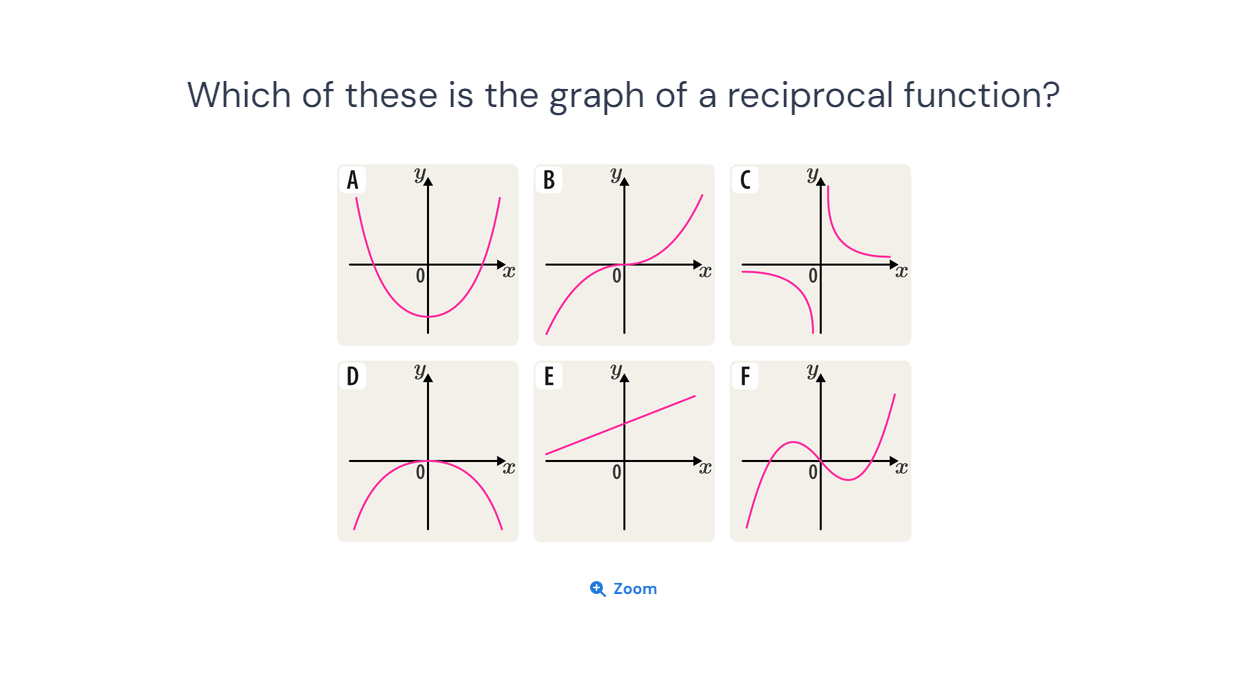 Which of these is the graph of a reciprocal function?
A y 0 x
B y 0 x
C y 0 x
D y 0 x
E y 0 x
F y 0 x
Zoom